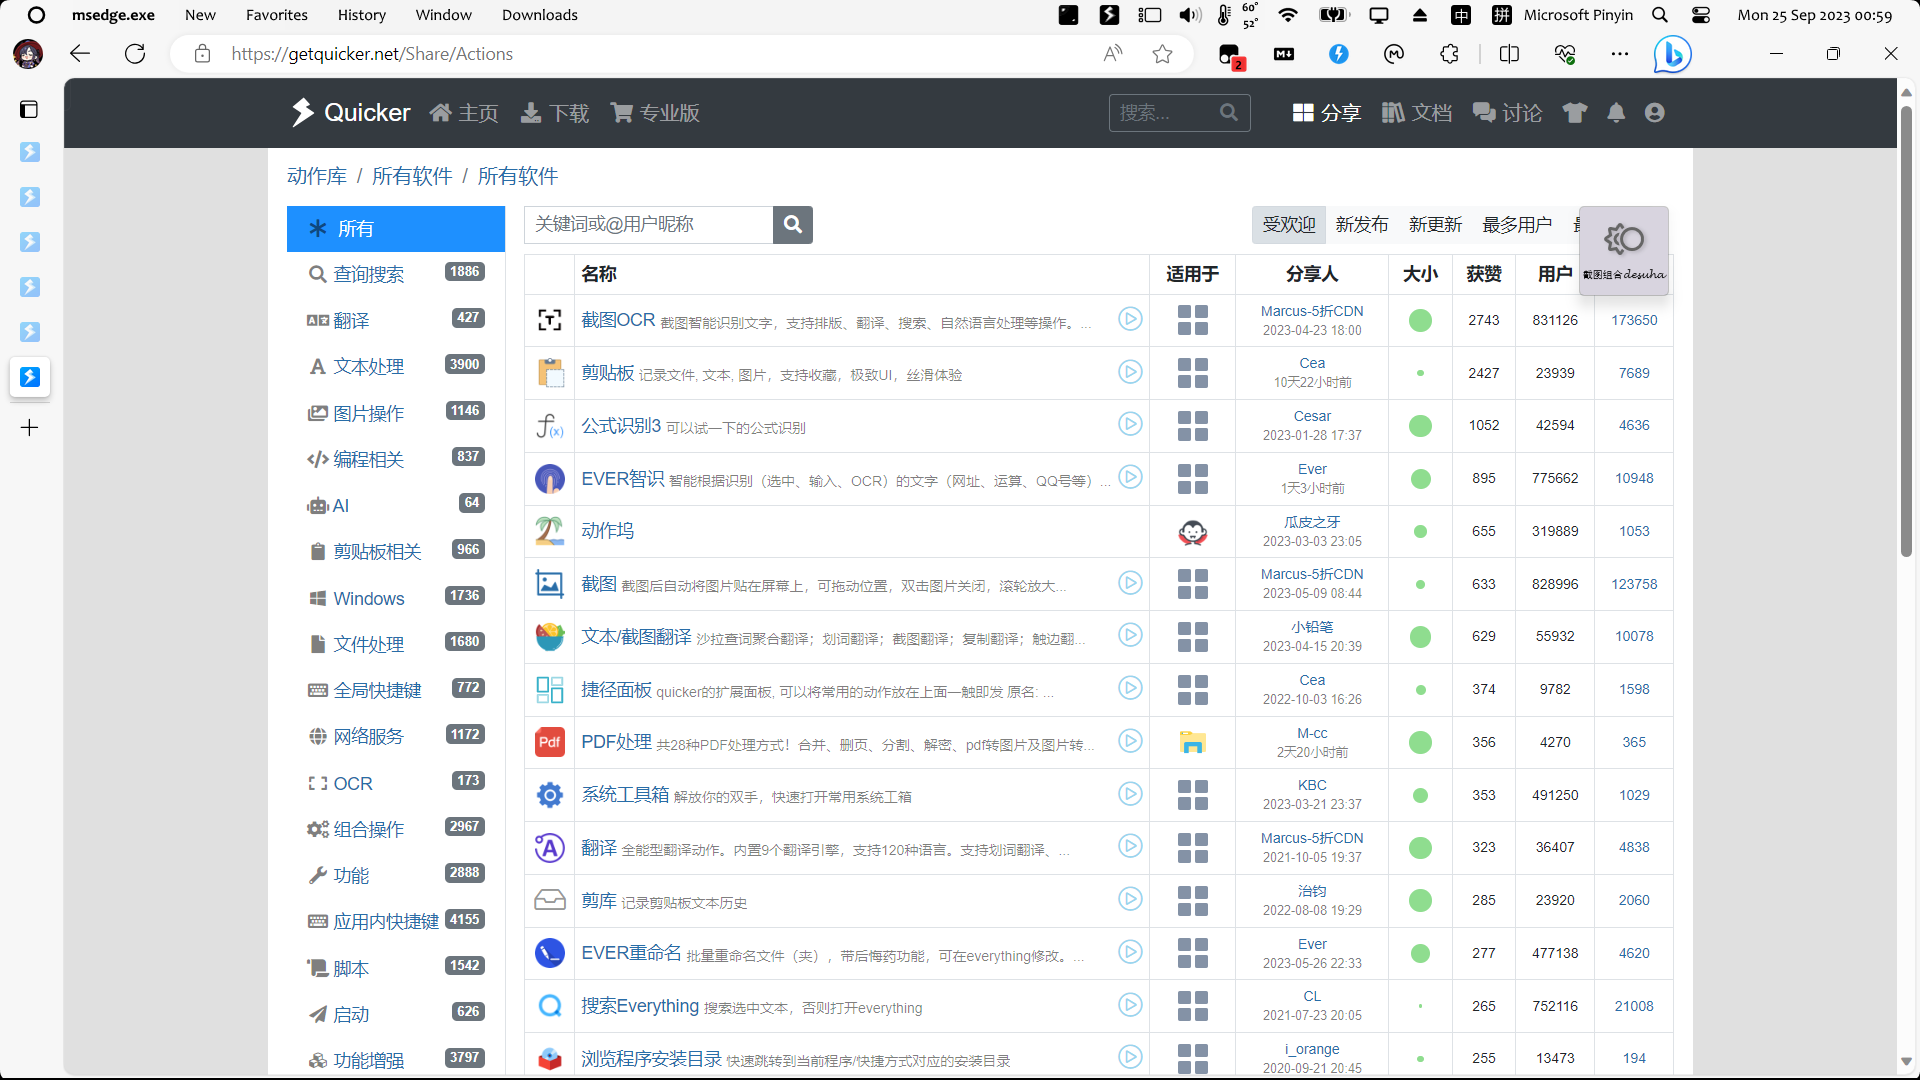 msedge.exe New Favorites History Window Downloads 60° 52° 中 拼 Microsoft Pinyin Mon 25 Sep 2023 00:59
https://getquicker.net/Share/Actions 2
Quicker 主页 下载 专业版 搜索... 分享 文档 讨论
动作库 / 所有软件 / 所有软件
所有
关键词或@用户昵称
受欢迎 新发布 新更新 最多用户
截图组合desuha
查询搜索 1886
翻译 427
文本处理 3900
图片操作 1146
编程相关 837
AI 64
剪贴板相关 966
Windows 1736
文件处理 1680
全局快捷键 772
网络服务 1172
OCR 173
组合操作 2967
功能 2888
应用内快捷键 4155
脚本 1542
启动 626
功能增强 3797
名称 适用于 分享人 大小 获赞 用户
截图OCR 截图智能识别文字，支持排版、翻译、搜索、自然语言处理等操作。... Marcus-5折CDN 2743 831126 173650
2023-04-23 18:00
剪贴板 记录文件, 文本, 图片，支持收藏，极致UI，丝滑体验 Cea 2427 23939 7689
10天22小时前
公式识别3 可以试一下的公式识别 Cesar 1052 42594 4636
2023-01-28 17:37
EVER智识 智能根据识别（选中、输入、OCR）的文字（网址、运算、QQ号等）... Ever 895 775662 10948
1天3小时前
动作坞 瓜皮之牙 655 319889 1053
2023-03-03 23:05
截图 截图后自动将图片贴在屏幕上，可拖动位置，双击图片关闭，滚轮放大... Marcus-5折CDN 633 828996 123758
2023-05-09 08:44
文本/截图翻译 沙拉查词聚合翻译；划词翻译；截图翻译；复制翻译；触边翻... 小铅笔 629 55932 10078
2023-04-15 20:39
捷径面板 quicker的扩展面板, 可以将常用的动作放在上面一触即发 原名: ... Cea 374 9782 1598
2022-10-03 16:26
Pdf PDF处理 共28种PDF处理方式！合并、删页、分割、解密、pdf转图片及图片转... M-cc 356 4270 365
2天20小时前
系统工具箱 解放你的双手，快速打开常用系统工箱 KBC 353 491250 1029
2023-03-21 23:37
翻译 全能型翻译动作。内置9个翻译引擎，支持120种语言。支持划词翻译、... Marcus-5折CDN 323 36407 4838
2021-10-05 19:37
剪库 记录剪贴板文本历史 治钧 285 23920 2060
2022-08-08 19:29
EVER重命名 批量重命名文件（夹），带后悔药功能，可在everything修改。... Ever 277 477138 4620
2023-05-26 22:33
搜索Everything 搜索选中文本，否则打开everything CL 265 752116 21008
2021-07-23 20:05
浏览程序安装目录 快速跳转到当前程序/快捷方式对应的安装目录 i_orange 255 13473 194
2020-09-21 20:45